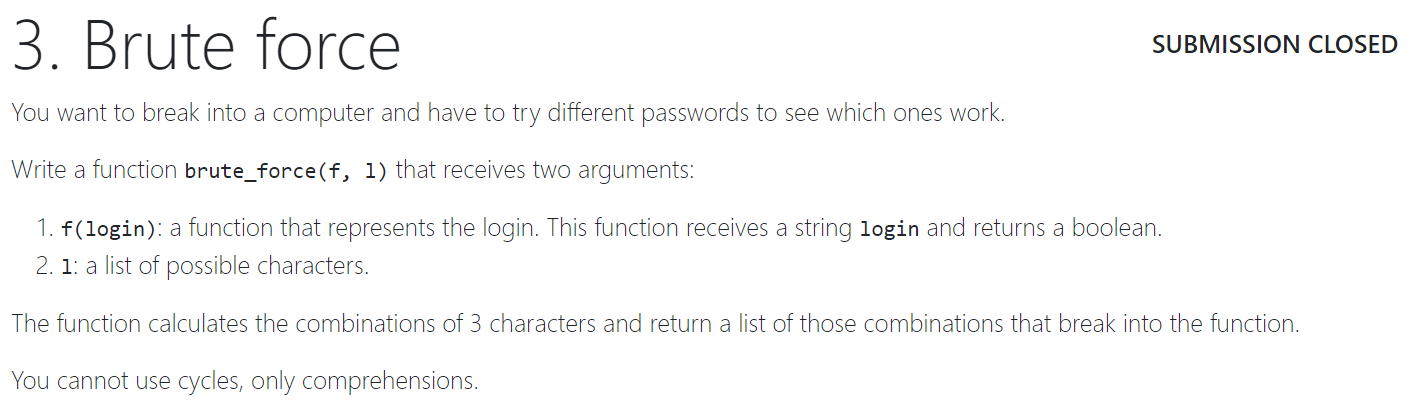 3. Brute force
SUBMISSION CLOSED
You want to break into a computer and have to try different passwords to see which ones work.
Write a function brute_force(f, l) that receives two arguments:
1. f(login): a function that represents the login. This function receives a string login and returns a boolean.
2. l: a list of possible characters.
The function calculates the combinations of 3 characters and return a list of those combinations that break into the function.
You cannot use cycles, only comprehensions.